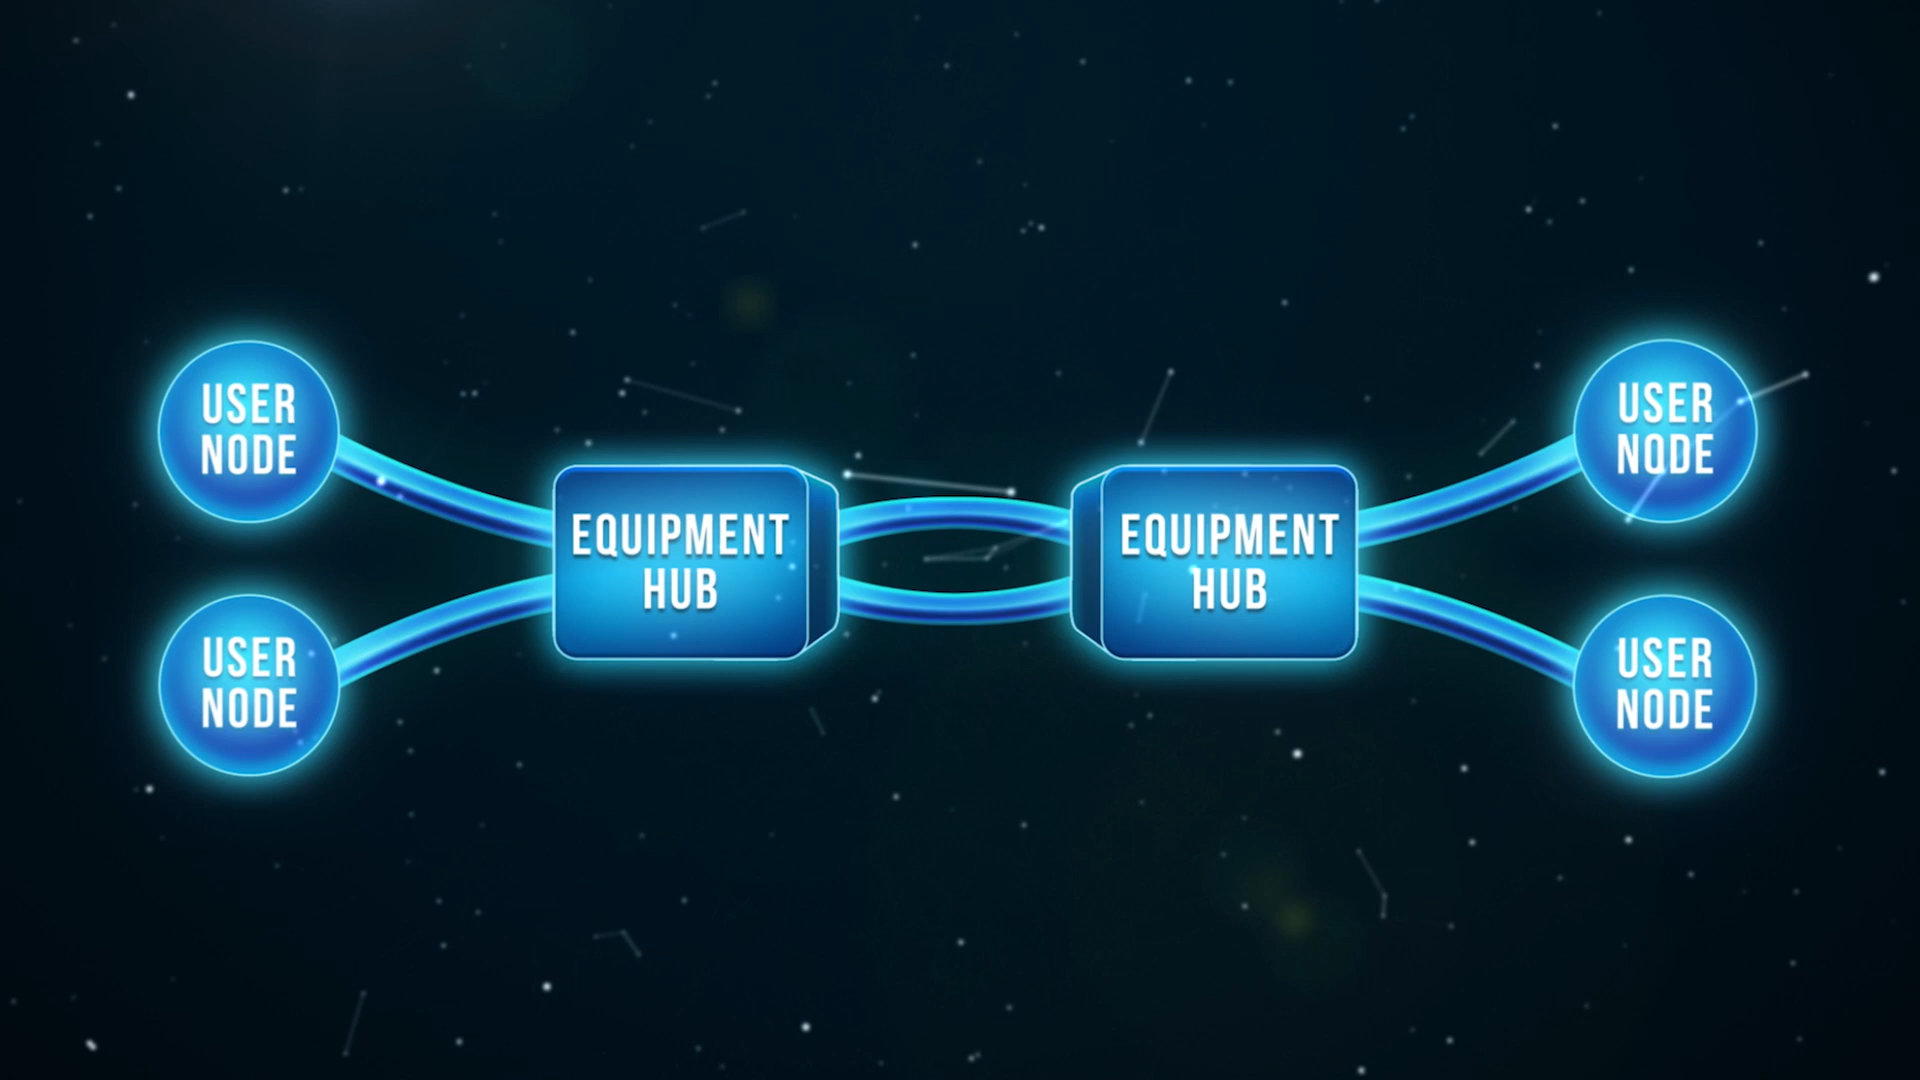 USER
NODE
USER
NODE
EQUIPMENT
HUB
EQUIPMENT
HUB
USER
NODE
USER
NODE